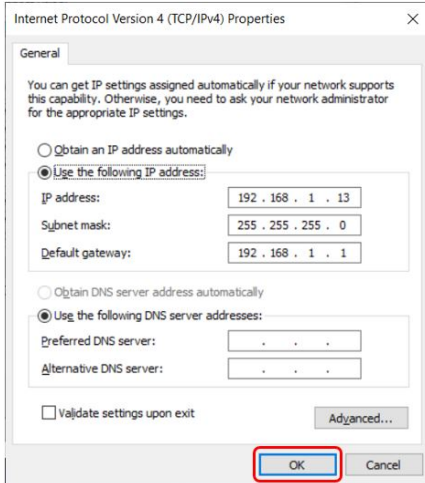 Internet Protocol Version 4 (TCP/IPv4) Properties
General
You can get IP settings assigned automatically if your network supports
this capability. Otherwise, you need to ask your network administrator
for the appropriate IP settings.
Obtain an IP address automatically
Use the following IP address:
IP address: 192 . 168 . 1 . 13
Subnet mask: 255 . 255 . 255 . 0
Default gateway: 192 . 168 . 1 . 1
Obtain DNS server address automatically
Use the following DNS server addresses:
Preferred DNS server: . . .
Alternative DNS server: . . .
Validate settings upon exit
Advanced...
OK Cancel